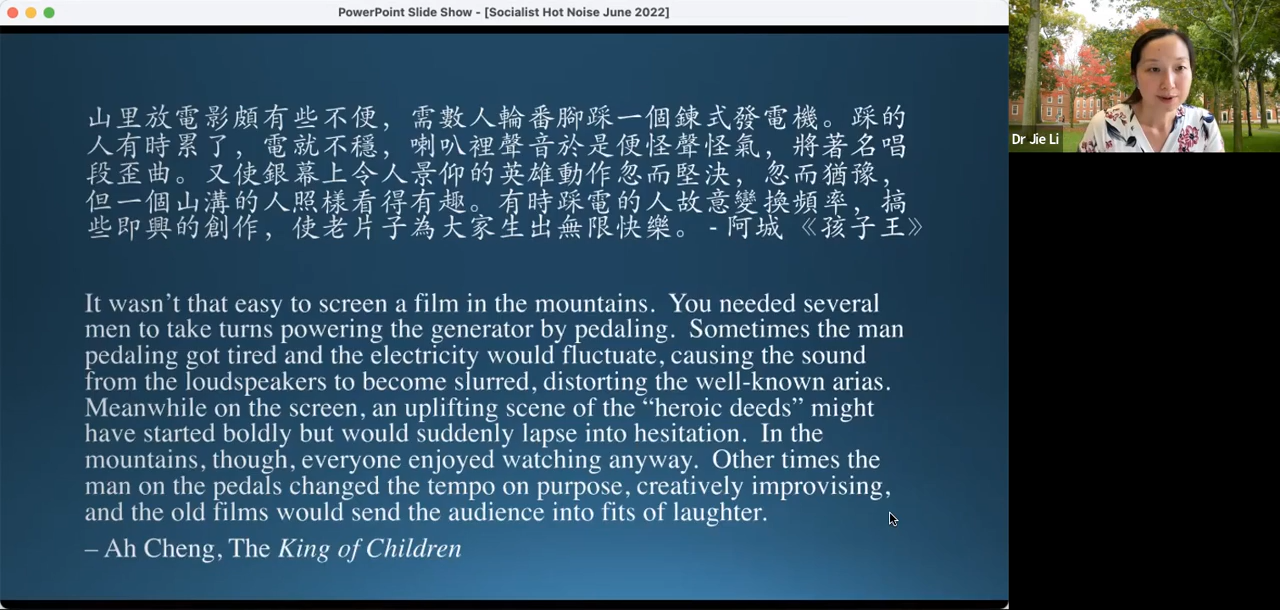 PowerPoint Slide Show - [Socialist Hot Noise June 2022]
Dr Jie Li
山里放電影頗有些不便，需數人輪番腳踩一個鍊式發電機。踩的
人有時累了，電就不穩，喇叭裡聲音於是便怪聲怪氣，將著名唱
段歪曲。又使銀幕上令人景仰的英雄動作忽而堅決，忽而猶豫，
但一個山溝的人照樣看得有趣。有時踩電的人故意變換頻率，搞
些即興的創作，使老片子為大家生出無限快樂。 - 阿城 《孩子王》
It wasn’t that easy to screen a film in the mountains.  You needed several
men to take turns powering the generator by pedaling.  Sometimes the man
pedaling got tired and the electricity would fluctuate, causing the sound
from the loudspeakers to become slurred, distorting the well-known arias.
Meanwhile on the screen, an uplifting scene of the “heroic deeds” might
have started boldly but would suddenly lapse into hesitation.  In the
mountains, though, everyone enjoyed watching anyway.  Other times the
man on the pedals changed the tempo on purpose, creatively improvising,
and the old films would send the audience into fits of laughter.
– Ah Cheng, The King of Children